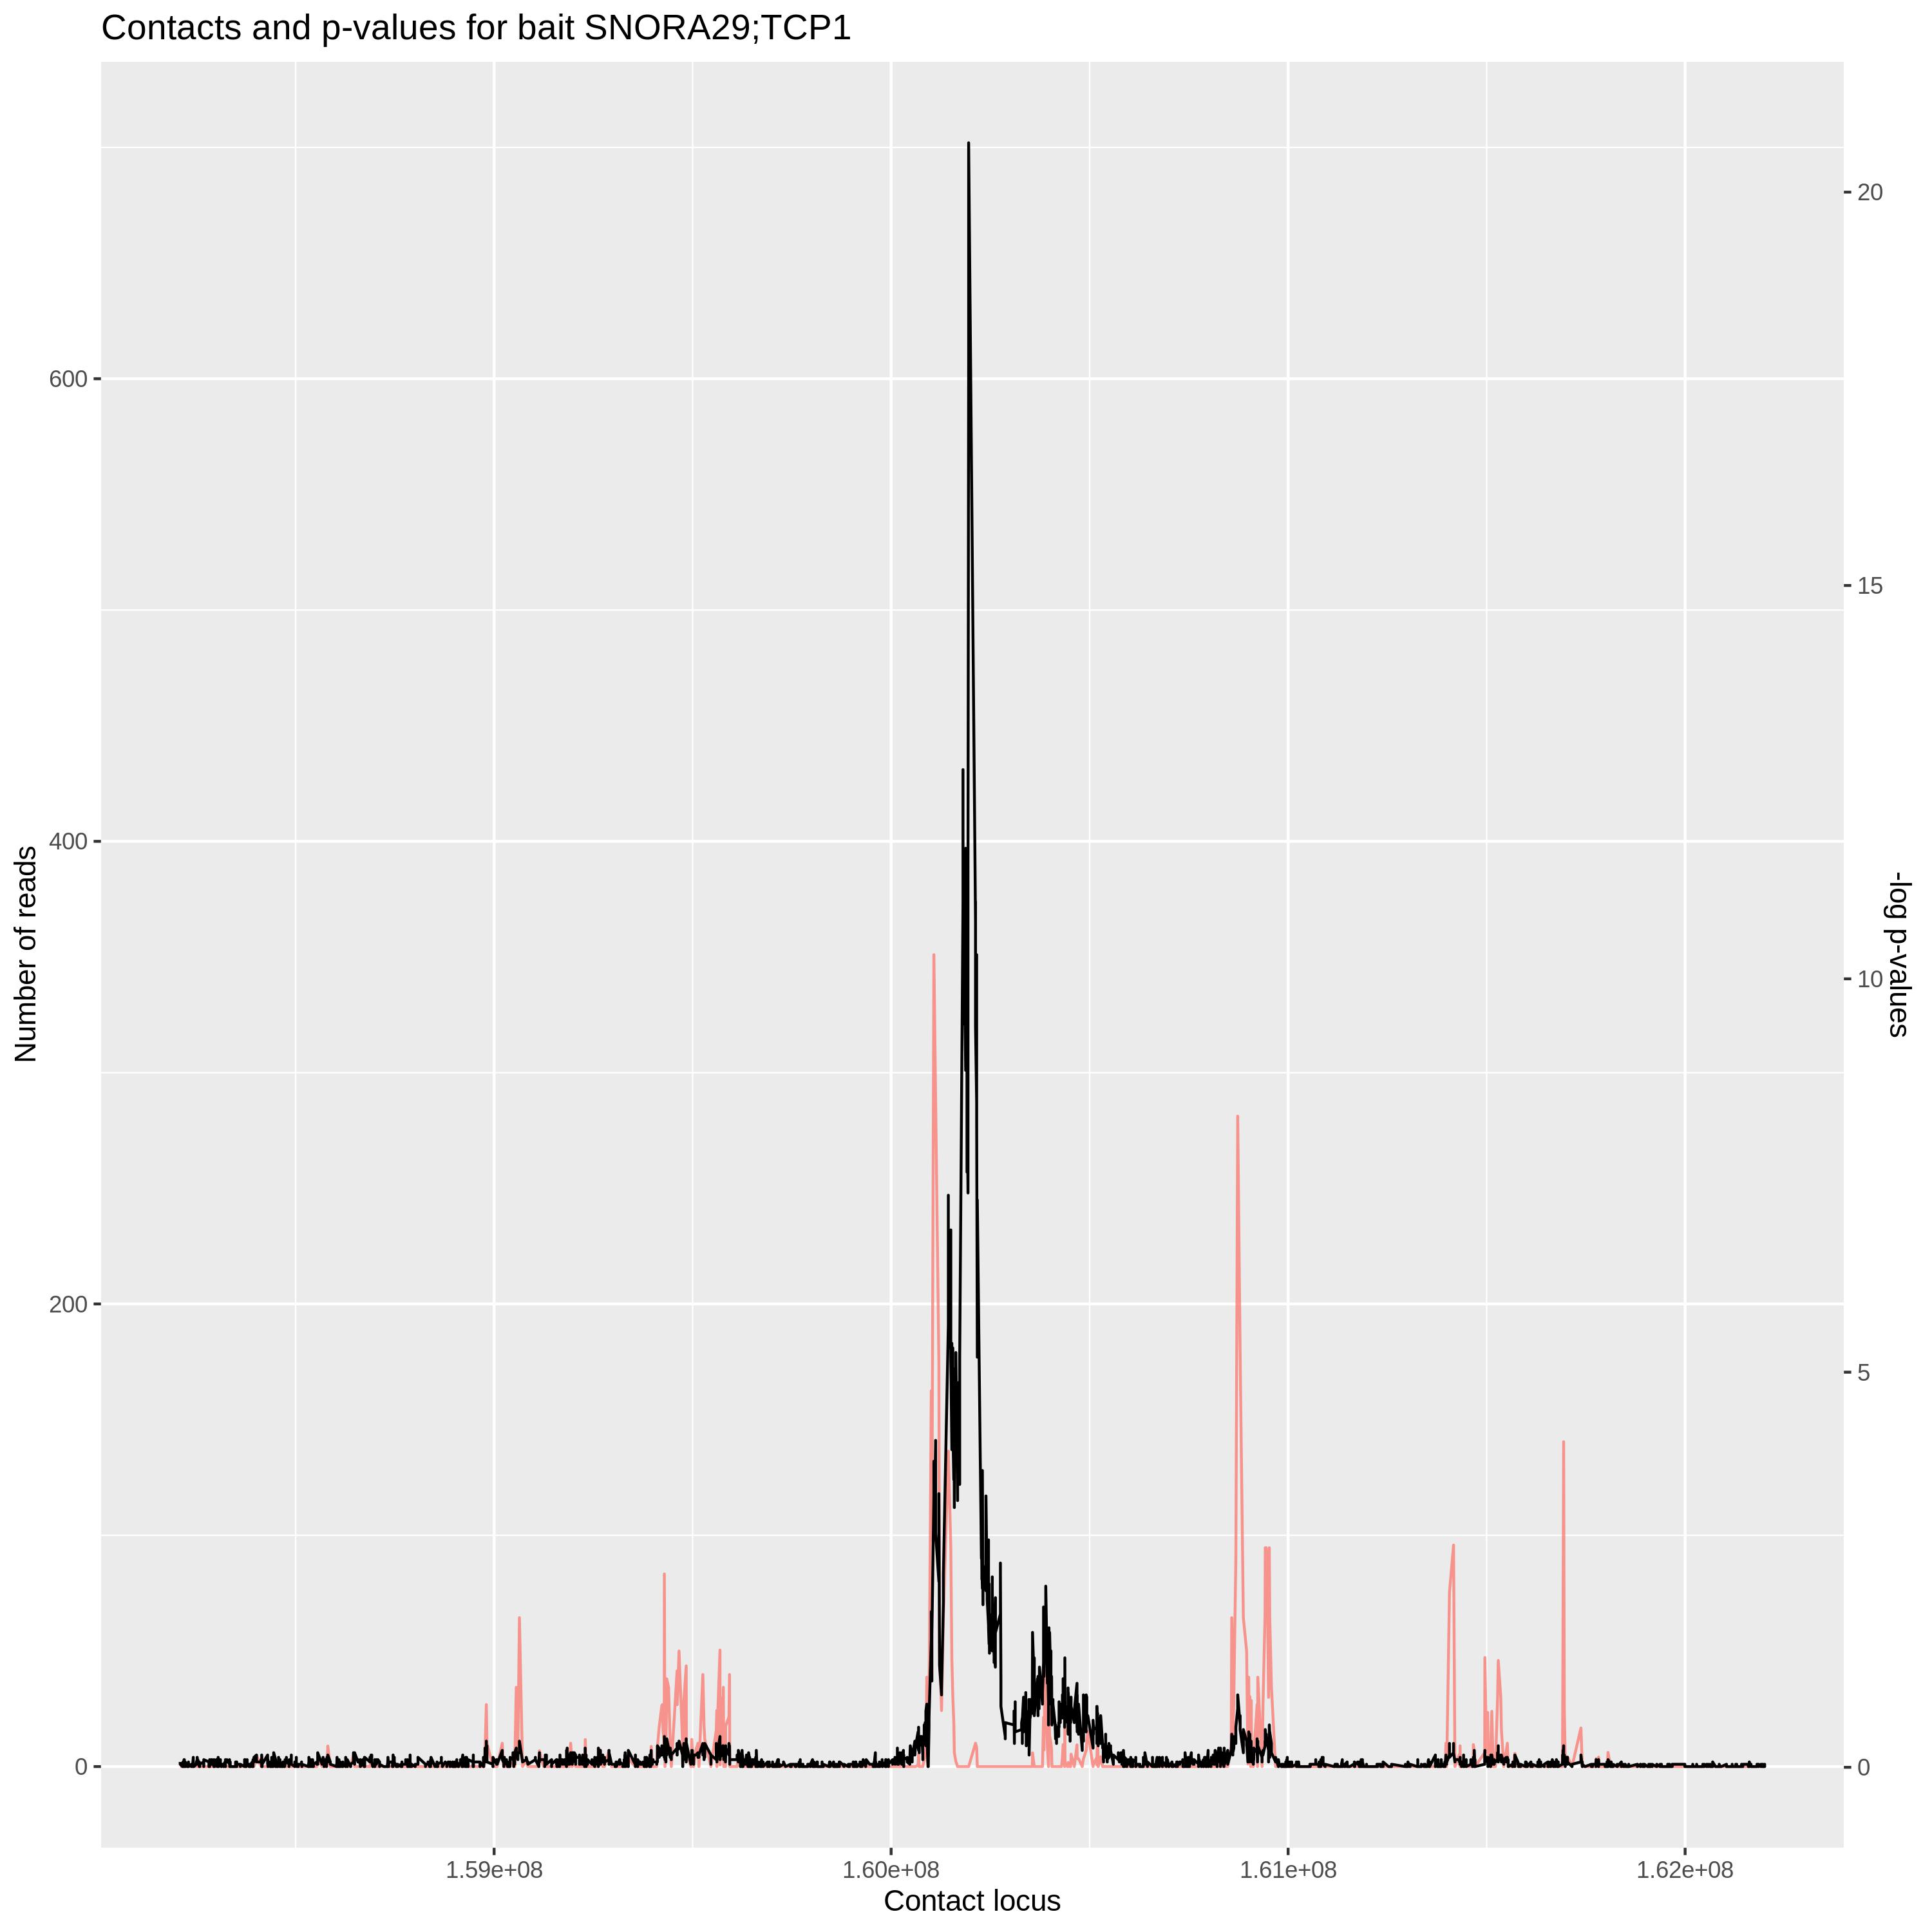 Contacts and p-values for bait SNORA29;TCP1
Number of reads
600
400
200
0
20
15
10
5
0
-log p-values
1.59e+08
1.60e+08
1.61e+08
1.62e+08
Contact locus